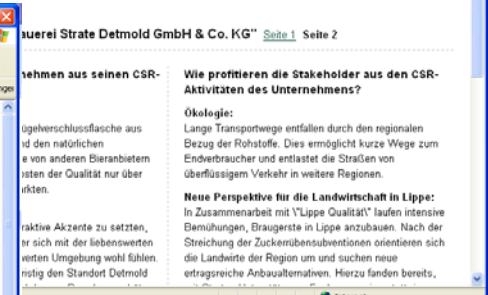 auerei Strate Detmold GmbH & Co. KG" Seite 1 Seite 2
nehmen aus seinen CSR-
ügelverschlussflasche aus
nd den natürlichen
e von anderen Bieranbietern
osten der Qualität nur über
rkten.
raktive Akzente zu setzten,
er sich mit der liebenswerten
werten Umgebung wohl fühlen.
ristig den Standort Detmold
Wie profitieren die Stakeholder aus den CSR-
Aktivitäten des Unternehmens?
Ökologie:
Lange Transportwege entfallen durch den regionalen
Bezug der Rohstoffe. Dies ermöglicht kurze Wege zum
Endverbraucher und entlastet die Straßen von
überflüssigem Verkehr in weitere Regionen.
Neue Perspektive für die Landwirtschaft in Lippe:
In Zusammenarbeit mit \"Lippe Qualität\" laufen intensive
Bemühungen, Braugerste in Lippe anzubauen. Nach der
Streichung der Zuckerrübensubventionen orientieren sich
die Landwirte der Region um und suchen neue
ertragsreiche Anbaualternativen. Hierzu fanden bereits,